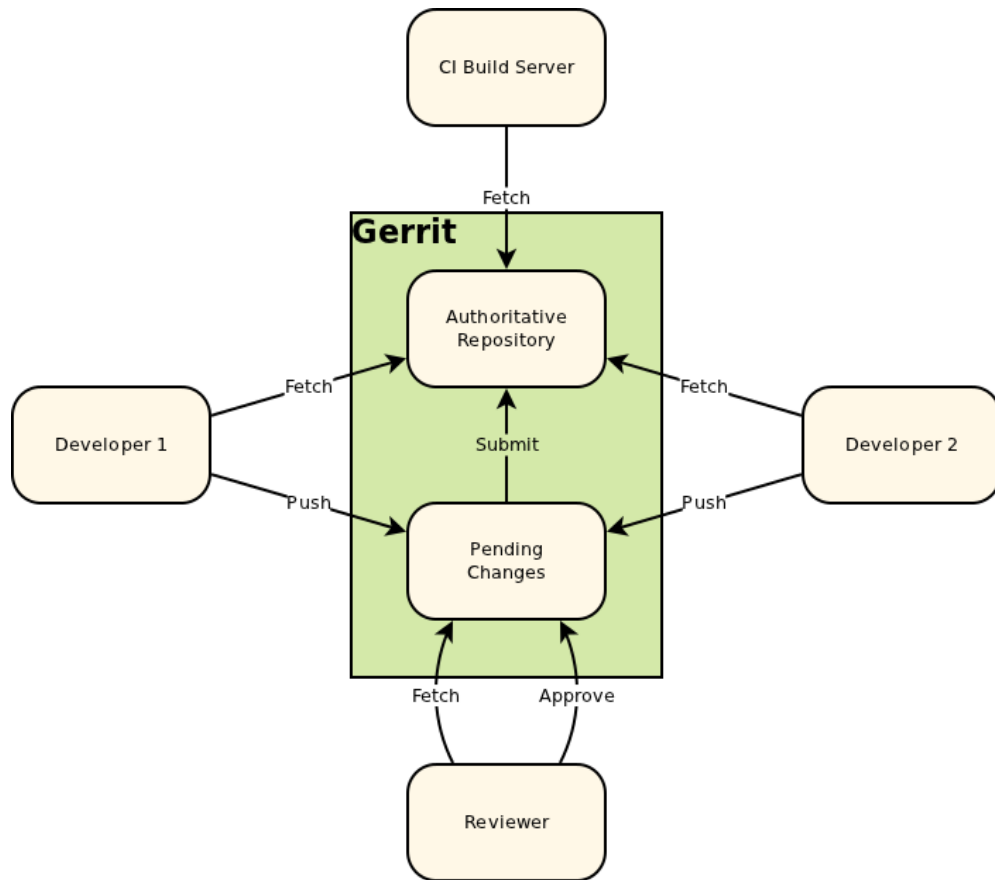 CI Build Server
Fetch
Gerrit
Authoritative
Repository
Fetch
Fetch
Developer 1
Submit
Developer 2
Push
Push
Pending
Changes
Fetch
Approve
Reviewer